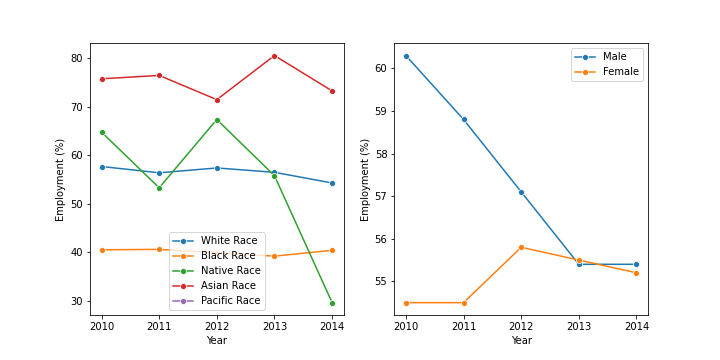 80
70
60
50
40
30
Employment (%)
White Race
Black Race
Native Race
Asian Race
Pacific Race
2010 2011 2012 2013 2014
Year
60
59
58
57
56
55
Employment (%)
Male
Female
2010 2011 2012 2013 2014
Year